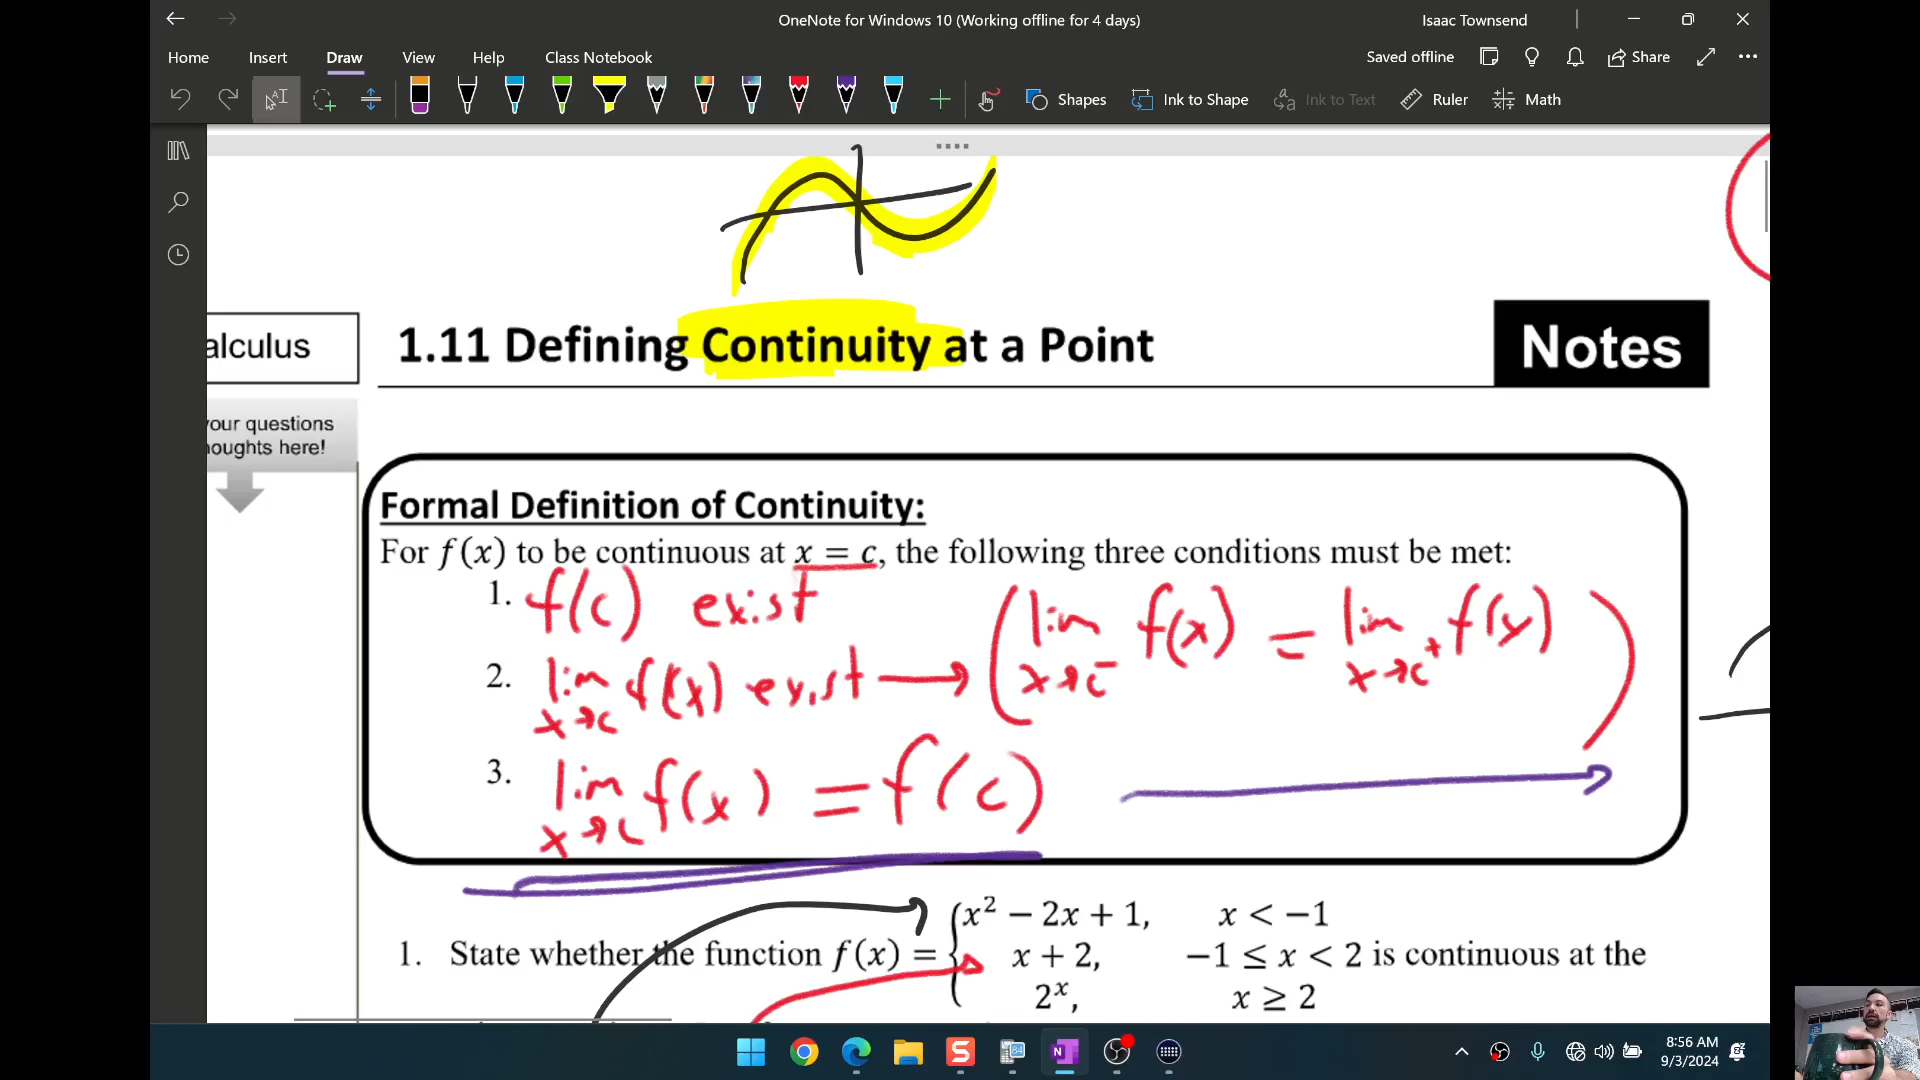 OneNote for Windows 10 (Working offline for 4 days)
Isaac Townsend
Home Insert Draw View Help Class Notebook
Saved offline Share
Shapes Ink to Shape Ink to Text Ruler Math
alculus
1.11 Defining Continuity at a Point
Notes
your questions
houghts here!
Formal Definition of Continuity:
For f(x) to be continuous at x = c, the following three conditions must be met:
1. f(c) exist
2. lim x→c f(x) exist → ( lim x→c⁻ f(x) = lim x→c⁺ f(x) )
3. lim x→c f(x) = f(c)
x² − 2x + 1, x < −1
1. State whether the function f(x) = { x + 2, −1 ≤ x < 2 is continuous at the
2ˣ, x ≥ 2
8:56 AM
9/3/2024